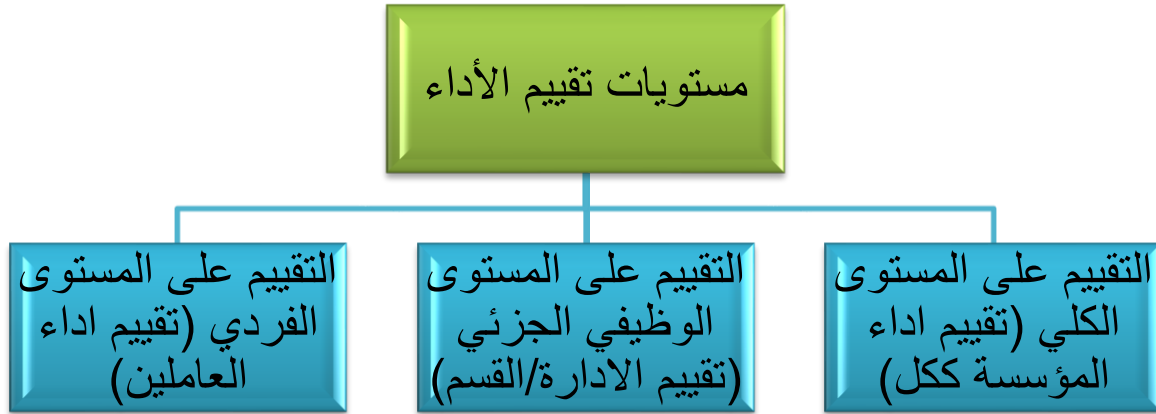 مستويات تقييم الأداء
التقييم على المستوى
الكلي (تقييم اداء
المؤسسة ككل)
التقييم على المستوى
الوظيفي الجزئي
(تقييم الادارة/القسم)
التقييم على المستوى
الفردي (تقييم اداء
العاملين)